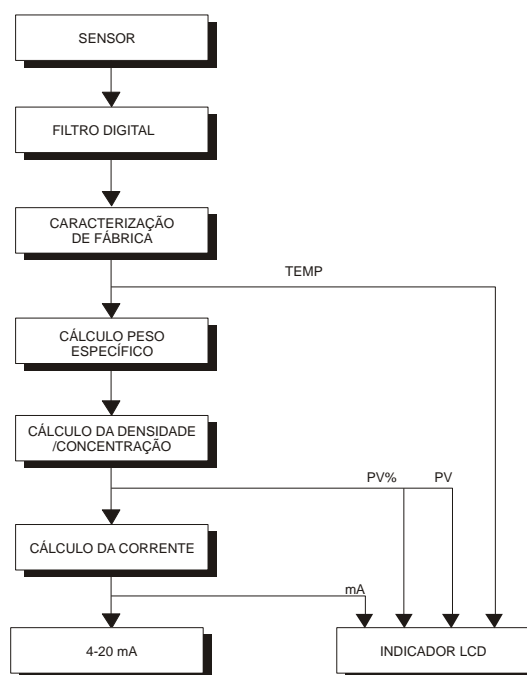 SENSOR
FILTRO DIGITAL
CARACTERIZAÇÃO
DE FÁBRICA
TEMP
CÁLCULO PESO
ESPECÍFICO
CÁLCULO DA DENSIDADE
/CONCENTRAÇÃO
PV% PV
CÁLCULO DA CORRENTE
mA
4-20 mA
INDICADOR LCD